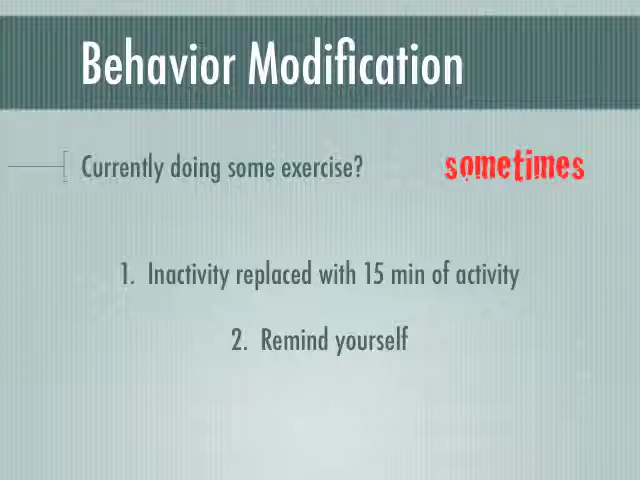 Behavior Modification
Currently doing some exercise? sometimes
1. Inactivity replaced with 15 min of activity
2. Remind yourself